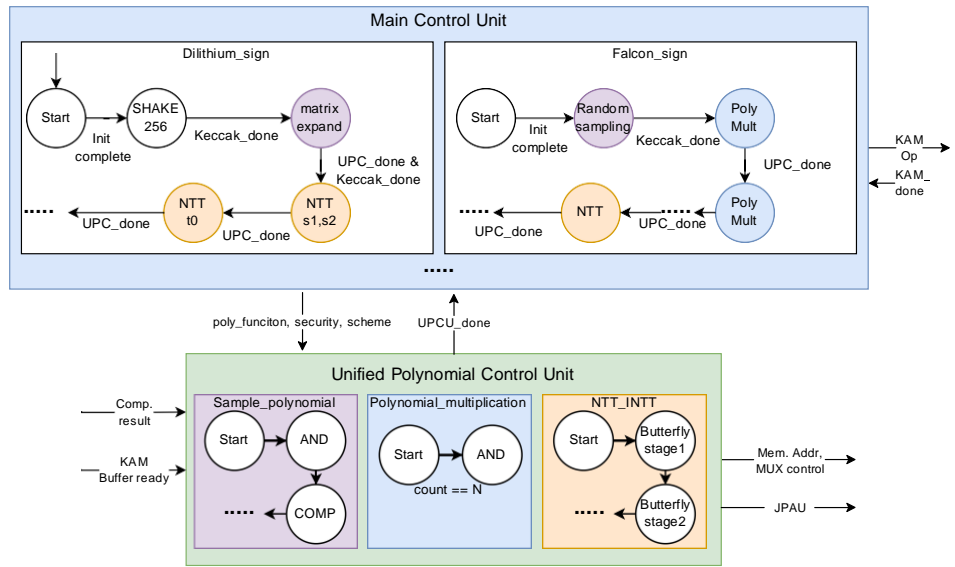 Main Control Unit
Dilithium_sign
Start
Init
complete
SHAKE
256
Keccak_done
matrix
expand
UPC_done &
Keccak_done
NTT
s1,s2
UPC_done
NTT
t0
UPC_done
.....
Falcon_sign
Start
Init
complete
Random
sampling
Keccak_done
Poly
Mult
UPC_done
Poly
Mult
.....
UPC_done
NTT
UPC_done
.....
.....
KAM
Op
KAM_
done
poly_funciton, security, scheme
UPCU_done
Unified Polynomial Control Unit
Comp.
result
KAM
Buffer ready
Sample_polynomial
Start
AND
COMP
.....
Polynomial_multiplication
Start
AND
count == N
NTT_INTT
Start
Butterfly
stage1
Butterfly
stage2
.....
Mem. Addr,
MUX control
JPAU